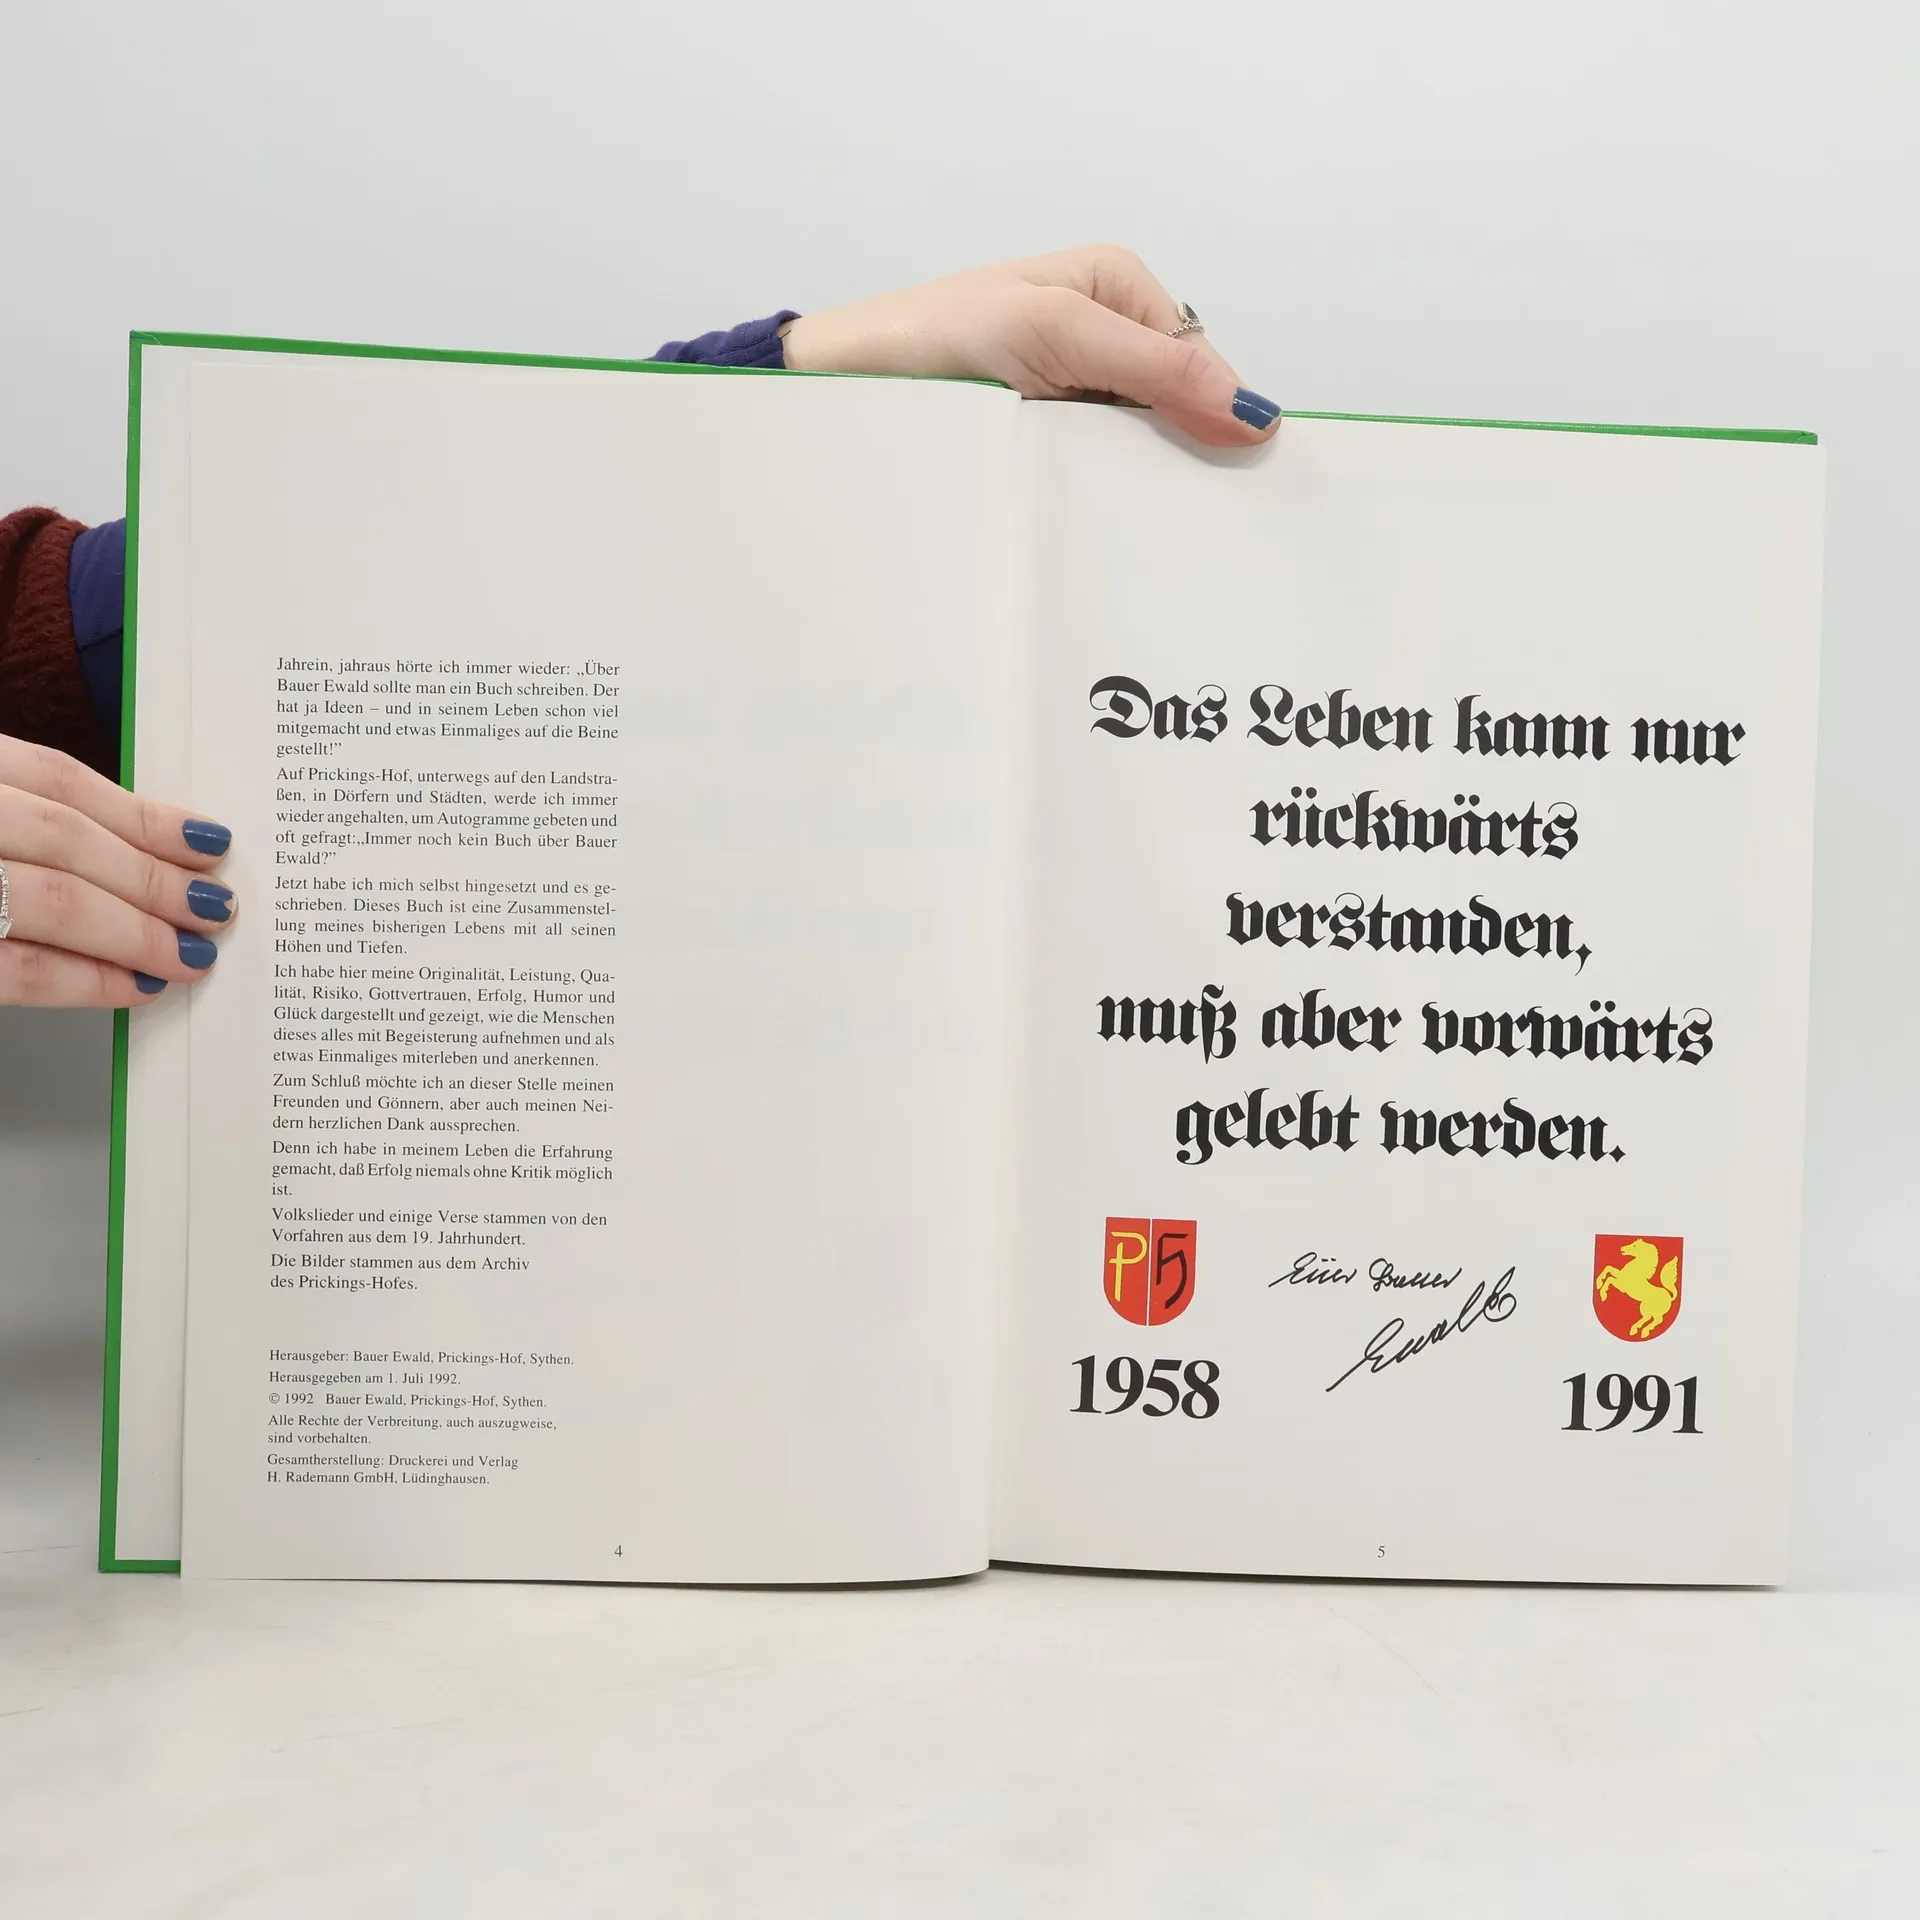 Jahrein, jahraus hörte ich immer wieder: „Über
Bauer Ewald sollte man ein Buch schreiben. Der
hat ja Ideen – und in seinem Leben schon viel
mitgemacht und etwas Einmaliges auf die Beine
gestellt!”
Auf Prickings-Hof, unterwegs auf den Landstra-
ßen, in Dörfern und Städten, werde ich immer
wieder angehalten, um Autogramme gebeten und
oft gefragt:„Immer noch kein Buch über Bauer
Ewald?”
Jetzt habe ich mich selbst hingesetzt und es ge-
schrieben. Dieses Buch ist eine Zusammenstel-
lung meines bisherigen Lebens mit all seinen
Höhen und Tiefen.
Ich habe hier meine Originalität, Leistung, Qua-
lität, Risiko, Gottvertrauen, Erfolg, Humor und
Glück dargestellt und gezeigt, wie die Menschen
dieses alles mit Begeisterung aufnehmen und als
etwas Einmaliges miterleben und anerkennen.
Zum Schluß möchte ich an dieser Stelle meinen
Freunden und Gönnern, aber auch meinen Nei-
dern herzlichen Dank aussprechen.
Denn ich habe in meinem Leben die Erfahrung
gemacht, daß Erfolg niemals ohne Kritik möglich
ist.
Volkslieder und einige Verse stammen von den
Vorfahren aus dem 19. Jahrhundert.
Die Bilder stammen aus dem Archiv
des Prickings-Hofes.
Herausgeber: Bauer Ewald, Prickings-Hof, Sythen.
Herausgegeben am 1. Juli 1992.
© 1992 Bauer Ewald, Prickings-Hof, Sythen.
Alle Rechte der Verbreitung, auch auszugweise,
sind vorbehalten.
Gesamtherstellung: Druckerei und Verlag
H. Rademann GmbH, Lüdinghausen.
4
Das Leben kann nur
rückwärts
verstanden,
muß aber vorwärts
gelebt werden.
PH
Euer Bauer
Ewald
1958
1991
5